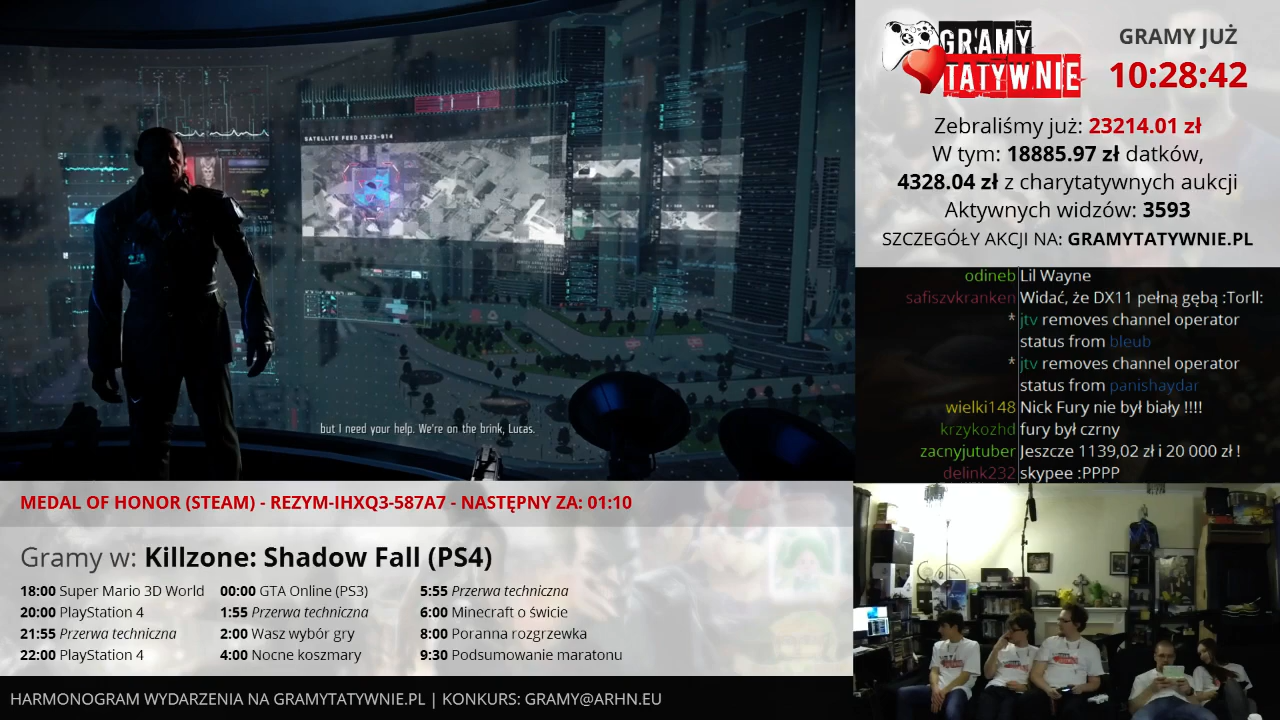 SATELLITE FEED DX23-914
but I need your help. We're on the brink, Lucas.
GRAMY
TATYWNIE
GRAMY JUŻ
10:28:42
Zebraliśmy już: 23214.01 zł
W tym: 18885.97 zł datków,
4328.04 zł z charytatywnych aukcji
Aktywnych widzów: 3593
SZCZEGÓŁY AKCJI NA: GRAMYTATYWNIE.PL
odineb Lil Wayne
safiszvkranken Widać, że DX11 pełną gębą :Torll:
* jtv removes channel operator
status from bleub
* jtv removes channel operator
status from panishaydar
wielki148 Nick Fury nie był biały !!!!
krzykozhd fury był czrny
zacnyjutuber Jeszcze 1139,02 zł i 20 000 zł !
delink232 skypee :PPPP
MEDAL OF HONOR (STEAM) - REZYM-IHXQ3-587A7 - NASTĘPNY ZA: 01:10
Gramy w: Killzone: Shadow Fall (PS4)
18:00 Super Mario 3D World
20:00 PlayStation 4
21:55 Przerwa techniczna
22:00 PlayStation 4
00:00 GTA Online (PS3)
1:55 Przerwa techniczna
2:00 Wasz wybór gry
4:00 Nocne koszmary
5:55 Przerwa techniczna
6:00 Minecraft o świcie
8:00 Poranna rozgrzewka
9:30 Podsumowanie maratonu
HARMONOGRAM WYDARZENIA NA GRAMYTATYWNIE.PL | KONKURS: GRAMY@ARHN.EU